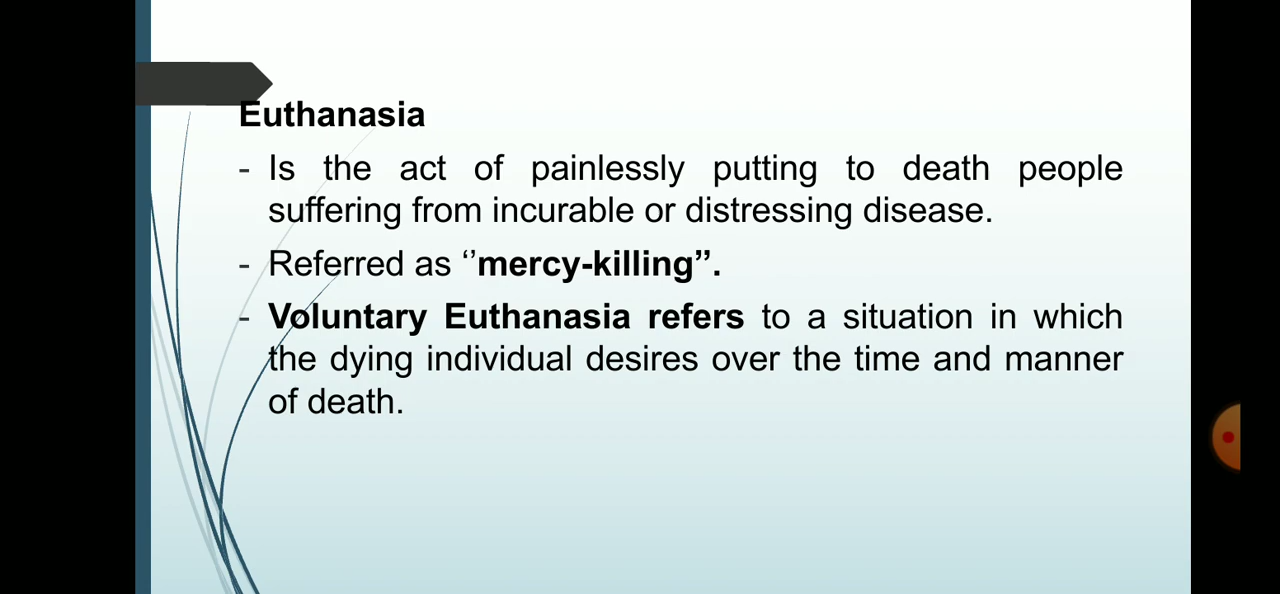 Euthanasia
- Is the act of painlessly putting to death people
suffering from incurable or distressing disease.
- Referred as ‘’mercy-killing”.
- Voluntary Euthanasia refers to a situation in which
the dying individual desires over the time and manner
of death.